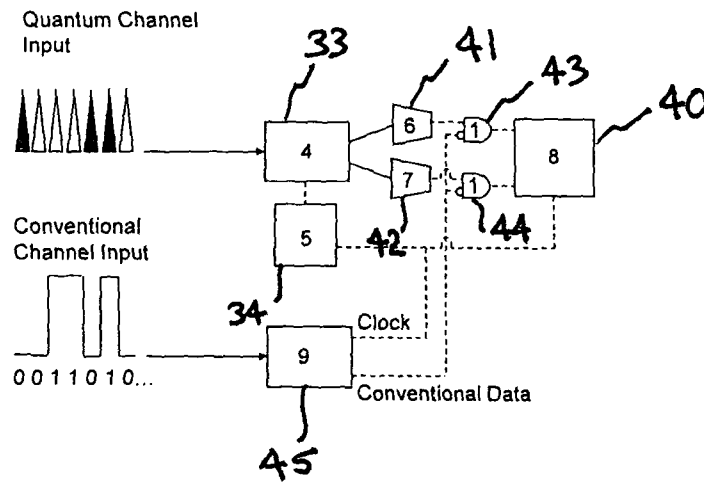 Quantum Channel
Input
33
41
43
40
4
6
1
8
7
1
42
44
Conventional
Channel Input
5
34
Clock
9
0 0 1 1 0 1 0...
Conventional Data
45